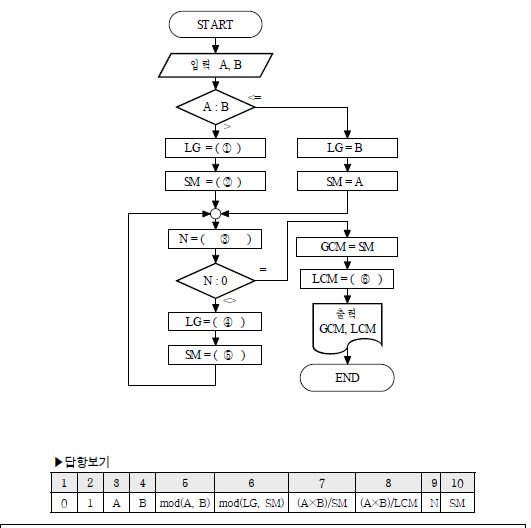 START
입력 A, B
A : B
<=
>
LG = ( ① )
LG = B
SM = ( ② )
SM = A
N = ( ③ )
GCM = SM
N : 0
=
<>
LCM = ( ⑥ )
LG = ( ④ )
출력
GCM, LCM
SM = ( ⑤ )
END
▶답항보기
1 2 3 4 5 6 7 8 9 10
0 1 A B mod(A, B) mod(LG, SM) (A×B)/SM (A×B)/LCM N SM